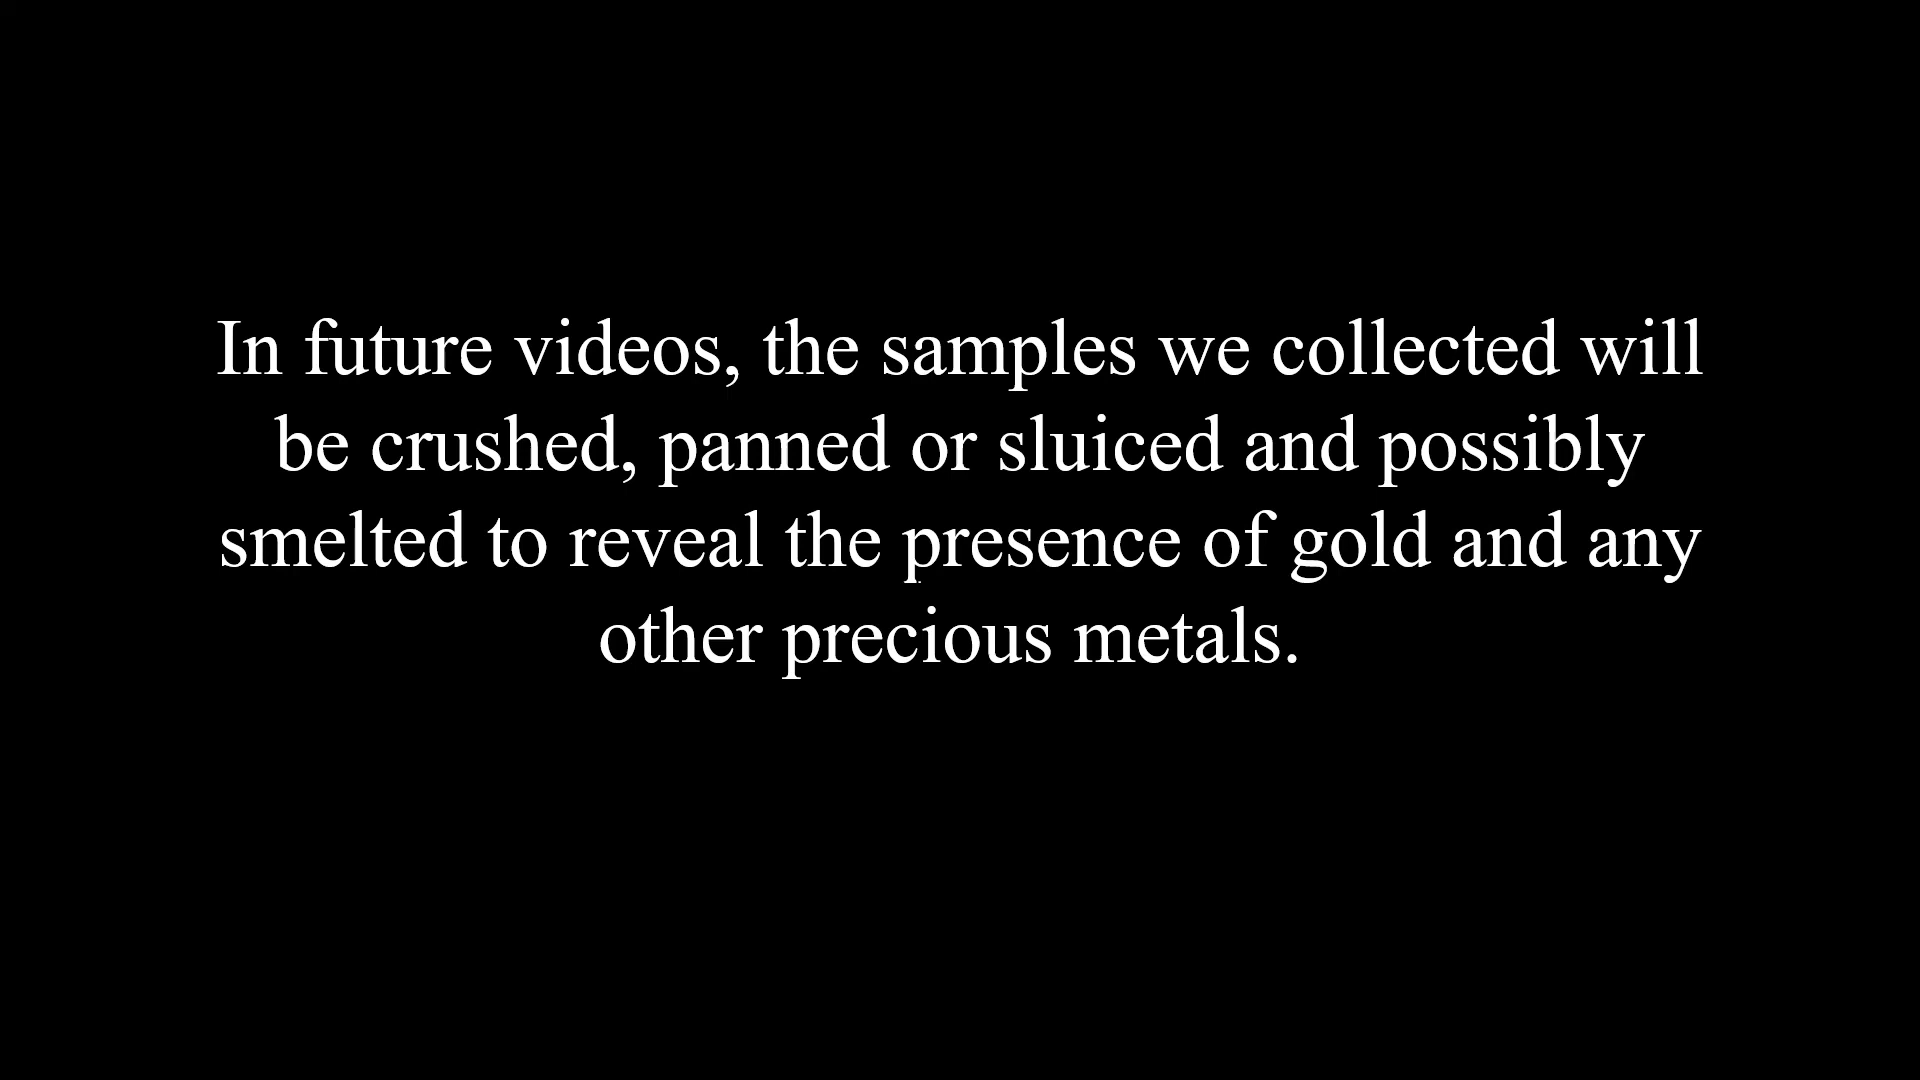 In future videos, the samples we collected will
be crushed, panned or sluiced and possibly
smelted to reveal the presence of gold and any
other precious metals.